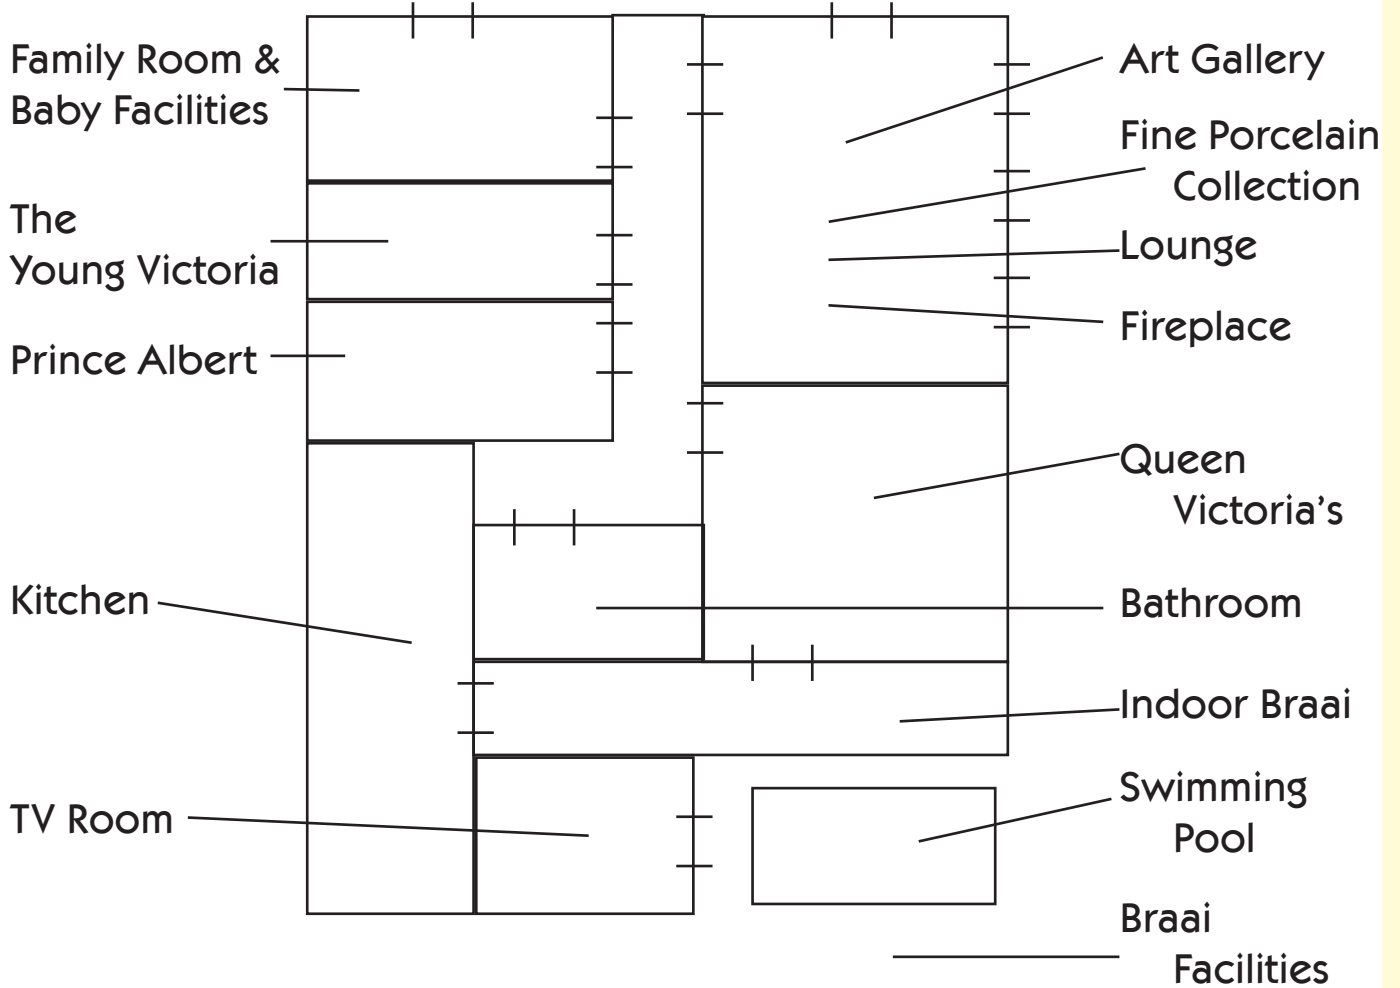 Family Room &
Baby Facilities
The
Young Victoria
Prince Albert
Kitchen
TV Room
Art Gallery
Fine Porcelain
Collection
Lounge
Fireplace
Queen
Victoria's
Bathroom
Indoor Braai
Swimming
Pool
Braai
Facilities